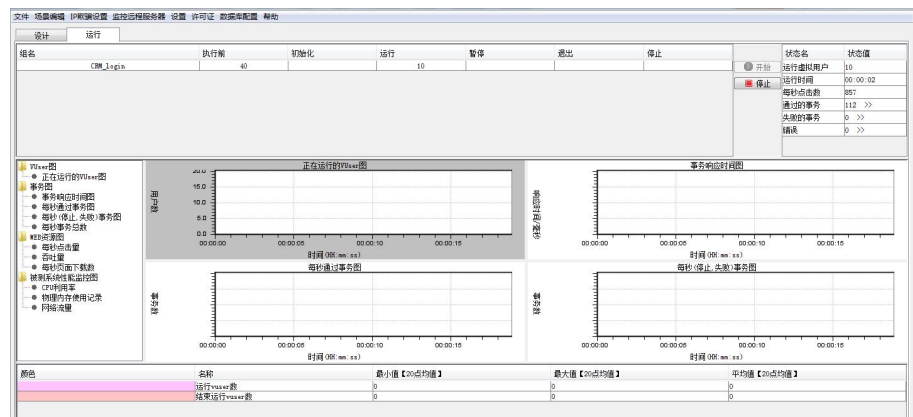 文件 场景编辑 IP欺骗设置 监控远程服务器 设置 许可证 数据库配置 帮助
设计 运行
组名 执行前 初始化 运行 暂停 退出 停止
CRM_login 40 10
开始
停止
状态名 状态值
运行虚拟用户 10
运行时间 00:00:02
每秒点击数 857
通过的事务 112 >>
失败的事务 0 >>
错误 0 >>
VUser图
正在运行的VUser图
事务图
事务响应时间图
每秒通过事务图
每秒(停止,失败)事务图
每秒事务总数
WEB资源图
每秒点击量
吞吐量
每秒页面下载数
被测系统性能监控图
CPU利用率
物理内存使用记录
网络流量
正在运行的VUser图
用户数
20.0
15.0
10.0
5.0
0.0
00:00:00 00:00:05 00:00:10 00:00:15
时间(HH:mm:ss)
事务响应时间图
响应时间/毫秒
00:00:00 00:00:05 00:00:10 00:00:15
时间(HH:mm:ss)
每秒通过事务图
事务数
00:00:00 00:00:05 00:00:10 00:00:15
时间(HH:mm:ss)
每秒(停止,失败)事务图
事务数
00:00:00 00:00:05 00:00:10 00:00:15
时间(HH:mm:ss)
颜色 名称 最小值【20点均值】 最大值【20点均值】 平均值【20点均值】
运行vuser数 0 0 0
结束运行vuser数 0 0 0